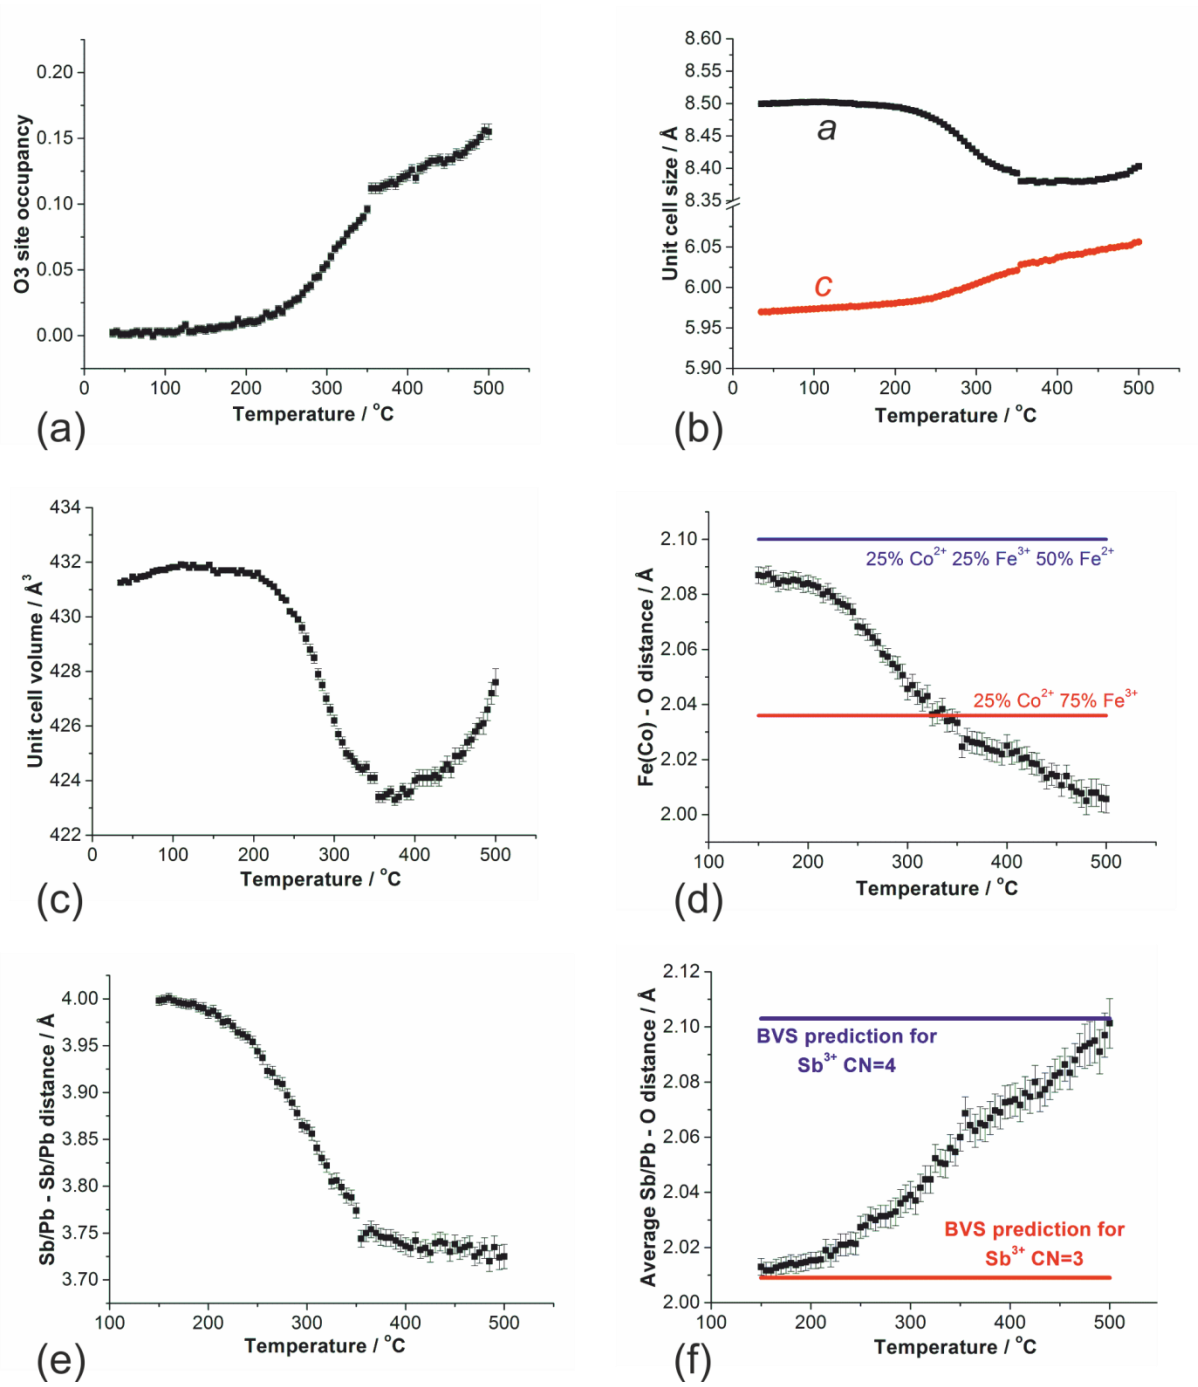 0.20
0.15
0.10
0.05
0.00
O3 site occupancy
0 100 200 300 400 500
Temperature / °C
(a)
8.60
8.55
8.50
8.45
8.40
8.35
6.05
6.00
5.95
5.90
Unit cell size / Å
a
c
0 100 200 300 400 500
Temperature / °C
(b)
434
432
430
428
426
424
422
Unit cell volume / Å³
0 100 200 300 400 500
Temperature / °C
(c)
2.10
2.08
2.06
2.04
2.02
2.00
Fe(Co) - O distance / Å
25% Co²⁺ 25% Fe³⁺ 50% Fe²⁺
25% Co²⁺ 75% Fe³⁺
100 200 300 400 500
Temperature / °C
(d)
4.00
3.95
3.90
3.85
3.80
3.75
3.70
Sb/Pb - Sb/Pb distance / Å
100 200 300 400 500
Temperature / °C
(e)
2.12
2.10
2.08
2.06
2.04
2.02
2.00
Average Sb/Pb - O distance / Å
BVS prediction for
Sb³⁺ CN=4
BVS prediction for
Sb³⁺ CN=3
100 200 300 400 500
Temperature / °C
(f)